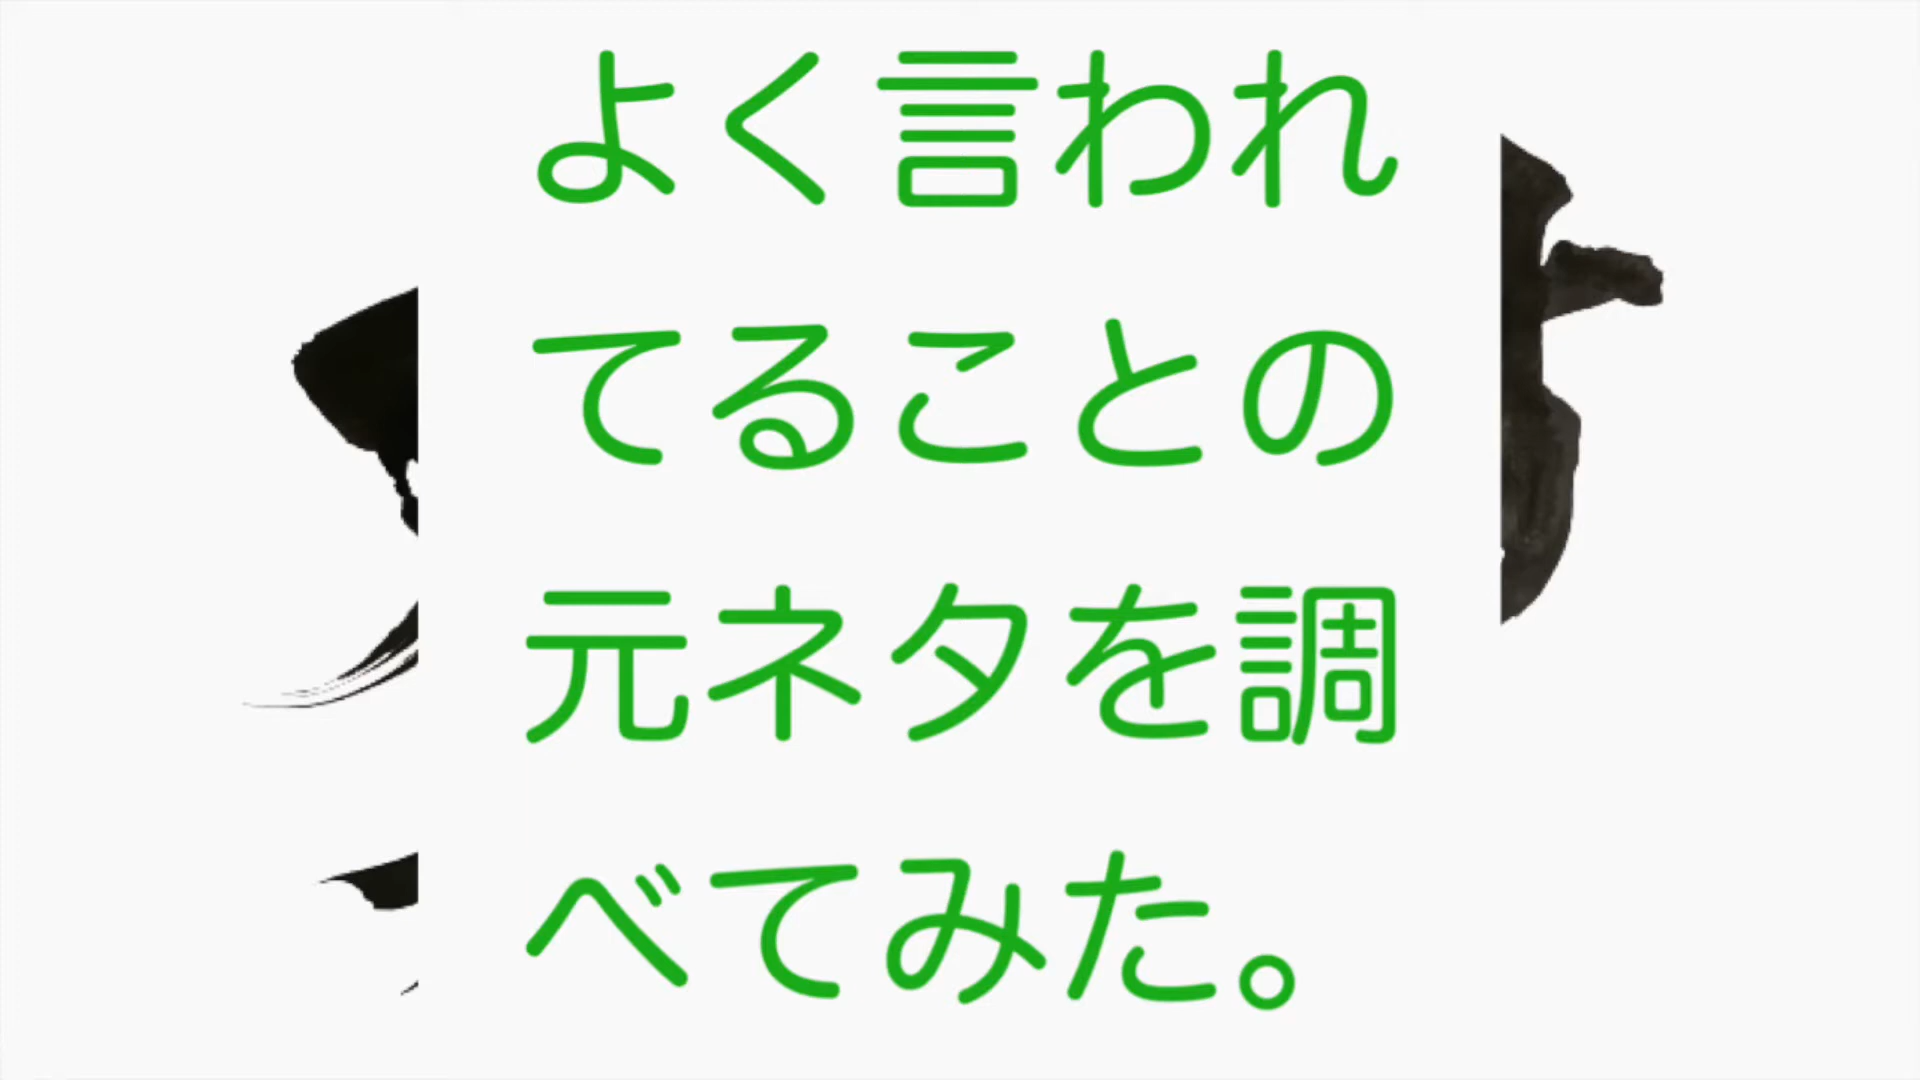 よく言われ
てることの
元ネタを調
べてみた。